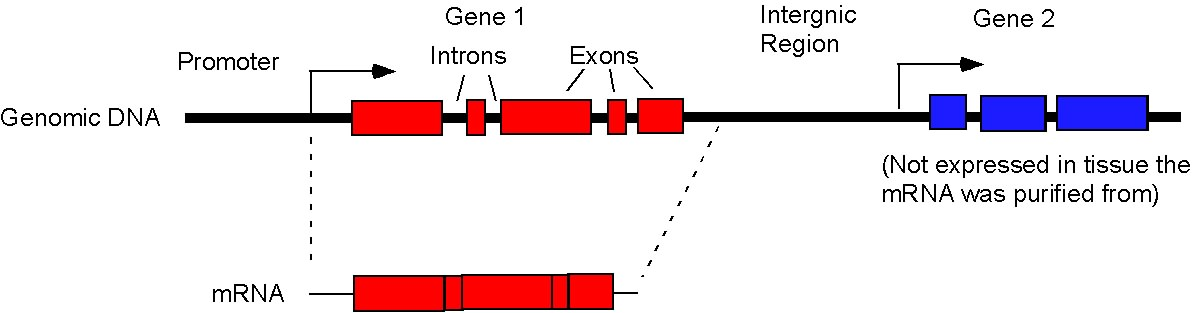 Gene 1
Intergnic
Region
Gene 2
Promoter
Introns
Exons
Genomic DNA
(Not expressed in tissue the
mRNA was purified from)
mRNA